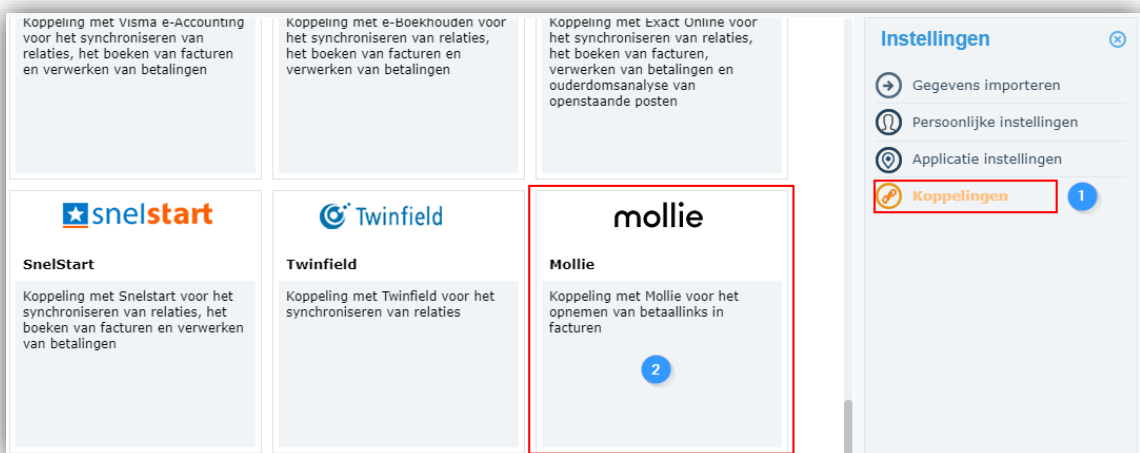 Koppeling met Visma e-Accounting
voor het synchroniseren van
relaties, het boeken van facturen
en verwerken van betalingen
Koppeling met e-Boekhouden voor
het synchroniseren van relaties,
het boeken van facturen en
verwerken van betalingen
Koppeling met Exact Online voor
het synchroniseren van relaties,
het boeken van facturen,
verwerken van betalingen en
ouderdomsanalyse van
openstaande posten
snelstart
SnelStart
Koppeling met Snelstart voor het
synchroniseren van relaties, het
boeken van facturen en verwerken
van betalingen
Twinfield
Twinfield
Koppeling met Twinfield voor het
synchroniseren van relaties
mollie
Mollie
Koppeling met Mollie voor het
opnemen van betaallinks in
facturen
2
Instellingen
Gegevens importeren
Persoonlijke instellingen
Applicatie instellingen
Koppelingen
1